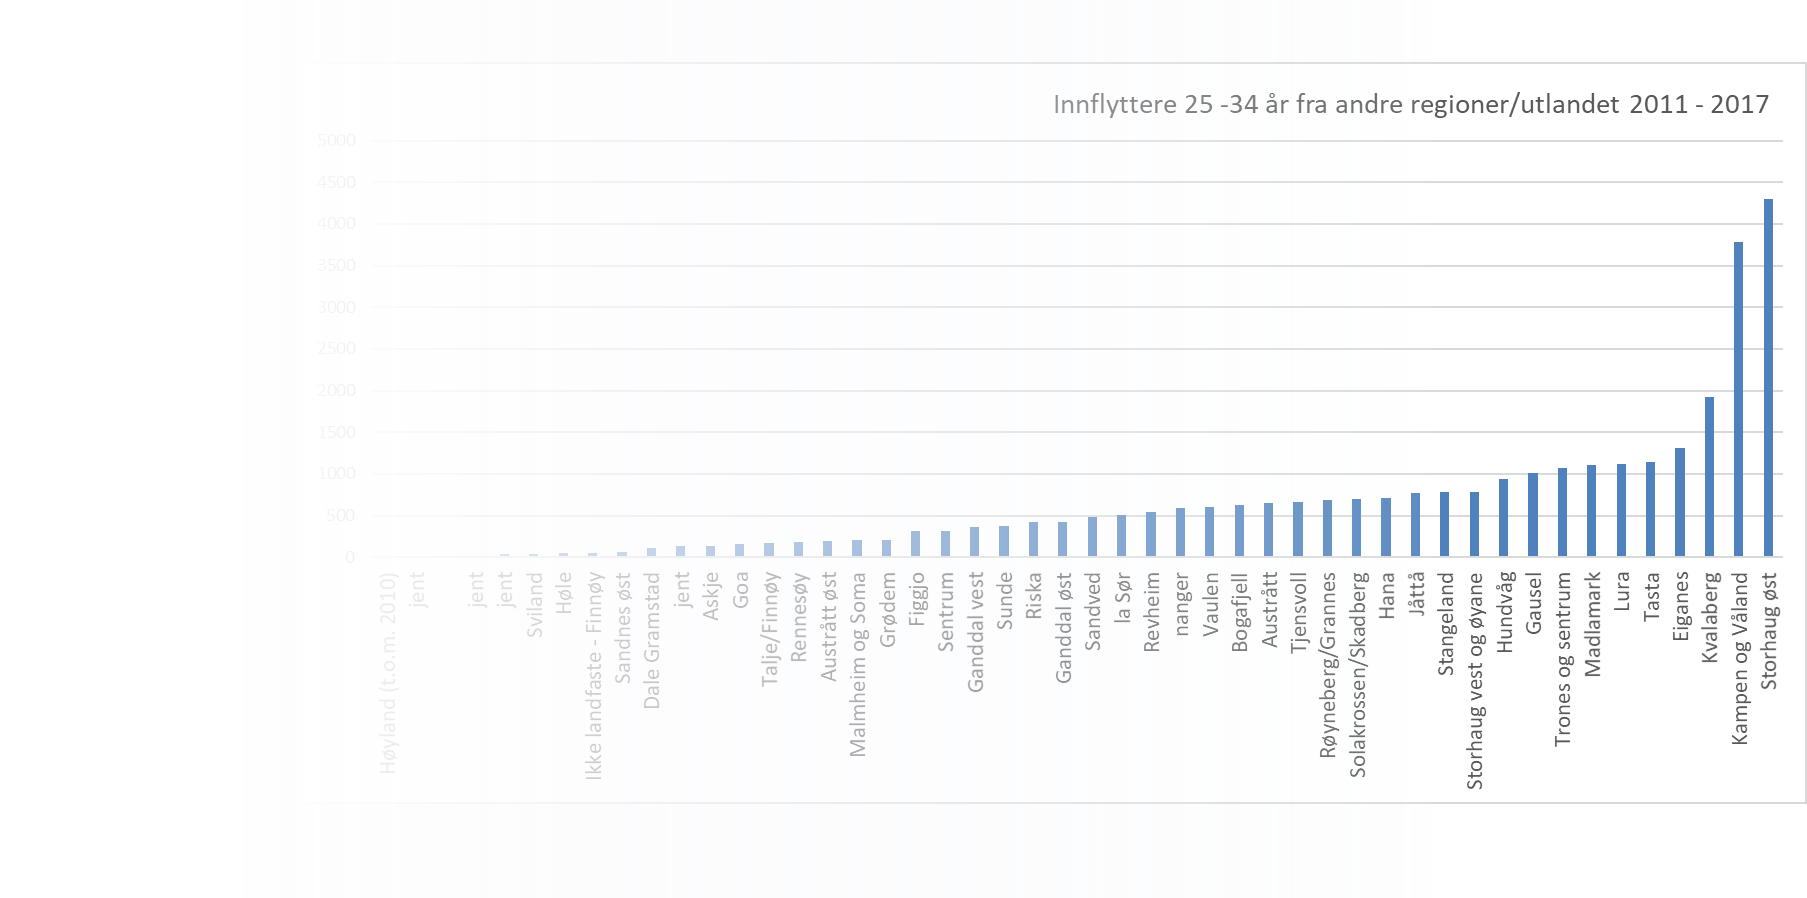 Innflyttere 25 -34 år fra andre regioner/utlandet 2011 - 2017
5000
4500
4000
3500
3000
2500
2000
1500
1000
500
0
Høyland (t.o.m. 2010)
jent
jent
jent
Sviland
Høle
Ikke landfaste - Finnøy
Sandnes øst
Dale Gramstad
jent
Askje
Goa
Talje/Finnøy
Rennesøy
Austrått øst
Malmheim og Soma
Grødem
Figgjo
Sentrum
Ganddal vest
Sunde
Riska
Ganddal øst
Sandved
la Sør
Revheim
nanger
Vaulen
Bogafjell
Austrått
Tjensvoll
Røyneberg/Grannes
Solakrossen/Skadberg
Hana
Jåttå
Stangeland
Storhaug vest og øyane
Hundvåg
Gausel
Trones og sentrum
Madlamark
Lura
Tasta
Eiganes
Kvalaberg
Kampen og Våland
Storhaug øst